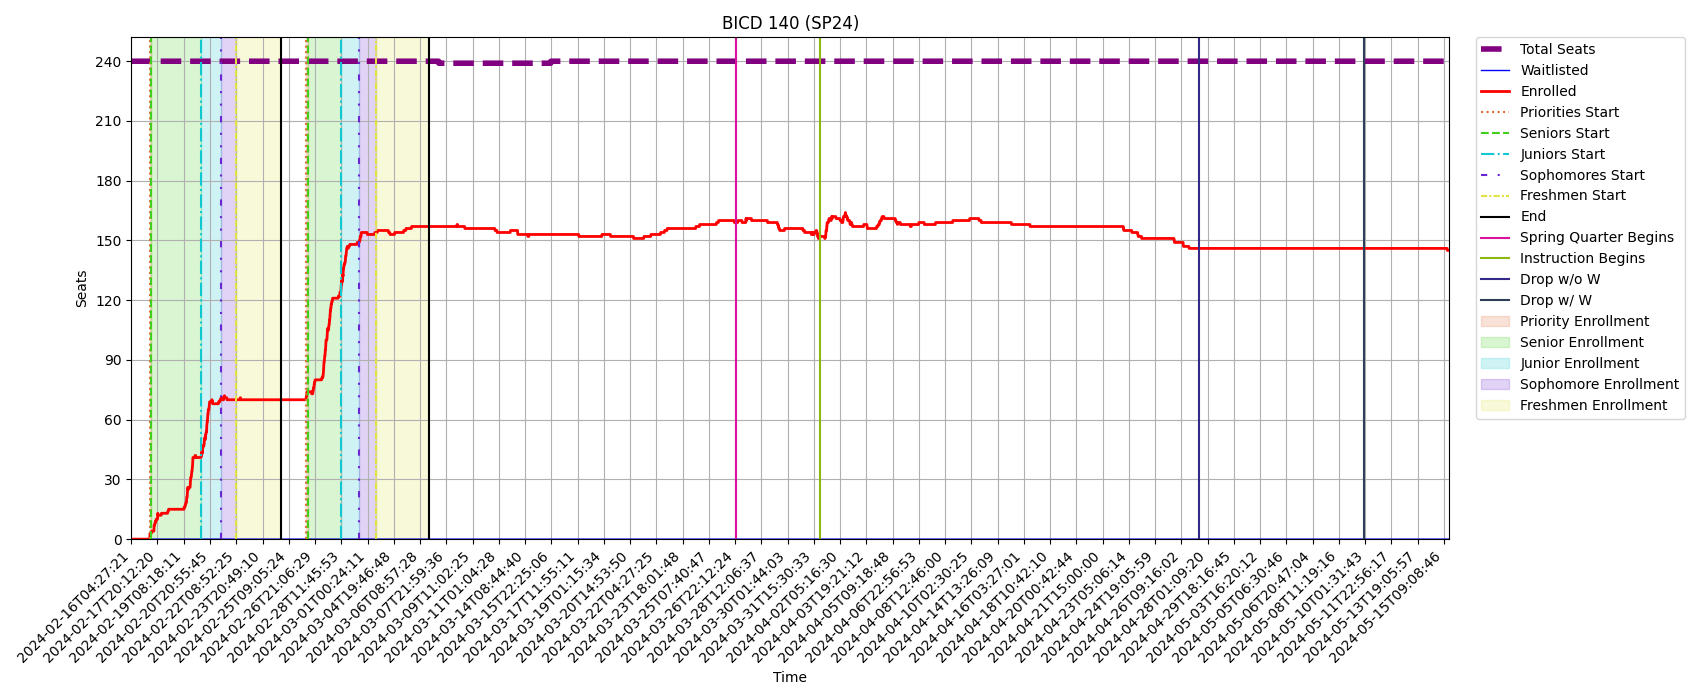 BICD 140 (SP24)
Seats
240
210
180
150
120
90
60
30
0
2024-02-16T04:27:21
2024-02-17T20:12:20
2024-02-19T08:18:11
2024-02-20T20:55:45
2024-02-22T08:52:25
2024-02-23T20:49:10
2024-02-25T09:05:24
2024-02-26T21:06:29
2024-02-28T11:45:53
2024-03-01T00:24:11
2024-03-04T19:46:48
2024-03-06T08:57:28
2024-03-07T21:59:36
2024-03-09T11:02:25
2024-03-11T01:04:28
2024-03-14T08:44:40
2024-03-15T22:25:06
2024-03-17T11:55:11
2024-03-19T01:15:34
2024-03-20T14:53:50
2024-03-22T04:27:25
2024-03-23T18:01:48
2024-03-25T07:40:47
2024-03-26T22:12:24
2024-03-28T12:06:37
2024-03-30T01:44:03
2024-03-31T15:30:33
2024-04-02T05:16:30
2024-04-03T19:21:12
2024-04-05T09:18:48
2024-04-06T22:56:53
2024-04-08T12:46:00
2024-04-10T02:30:25
2024-04-14T13:26:09
2024-04-16T03:27:01
2024-04-18T10:42:10
2024-04-20T00:42:44
2024-04-21T15:00:00
2024-04-23T05:06:14
2024-04-24T19:05:59
2024-04-26T09:16:02
2024-04-28T01:09:20
2024-04-29T18:16:45
2024-05-03T16:20:12
2024-05-05T06:30:46
2024-05-06T20:47:04
2024-05-08T11:19:16
2024-05-10T01:31:43
2024-05-11T22:56:17
2024-05-13T19:05:57
2024-05-15T09:08:46
Time
Total Seats
Waitlisted
Enrolled
Priorities Start
Seniors Start
Juniors Start
Sophomores Start
Freshmen Start
End
Spring Quarter Begins
Instruction Begins
Drop w/o W
Drop w/ W
Priority Enrollment
Senior Enrollment
Junior Enrollment
Sophomore Enrollment
Freshmen Enrollment